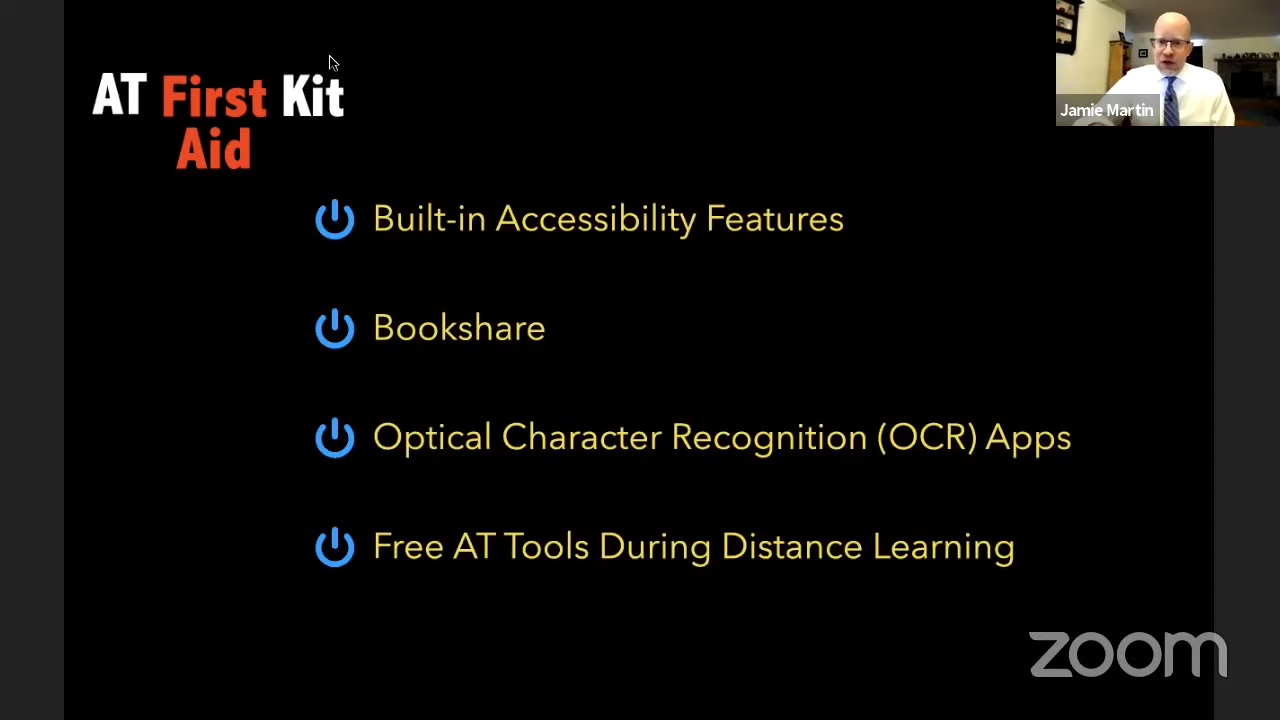 AT First Kit
Aid
Jamie Martin
Built-in Accessibility Features
Bookshare
Optical Character Recognition (OCR) Apps
Free AT Tools During Distance Learning
zoom